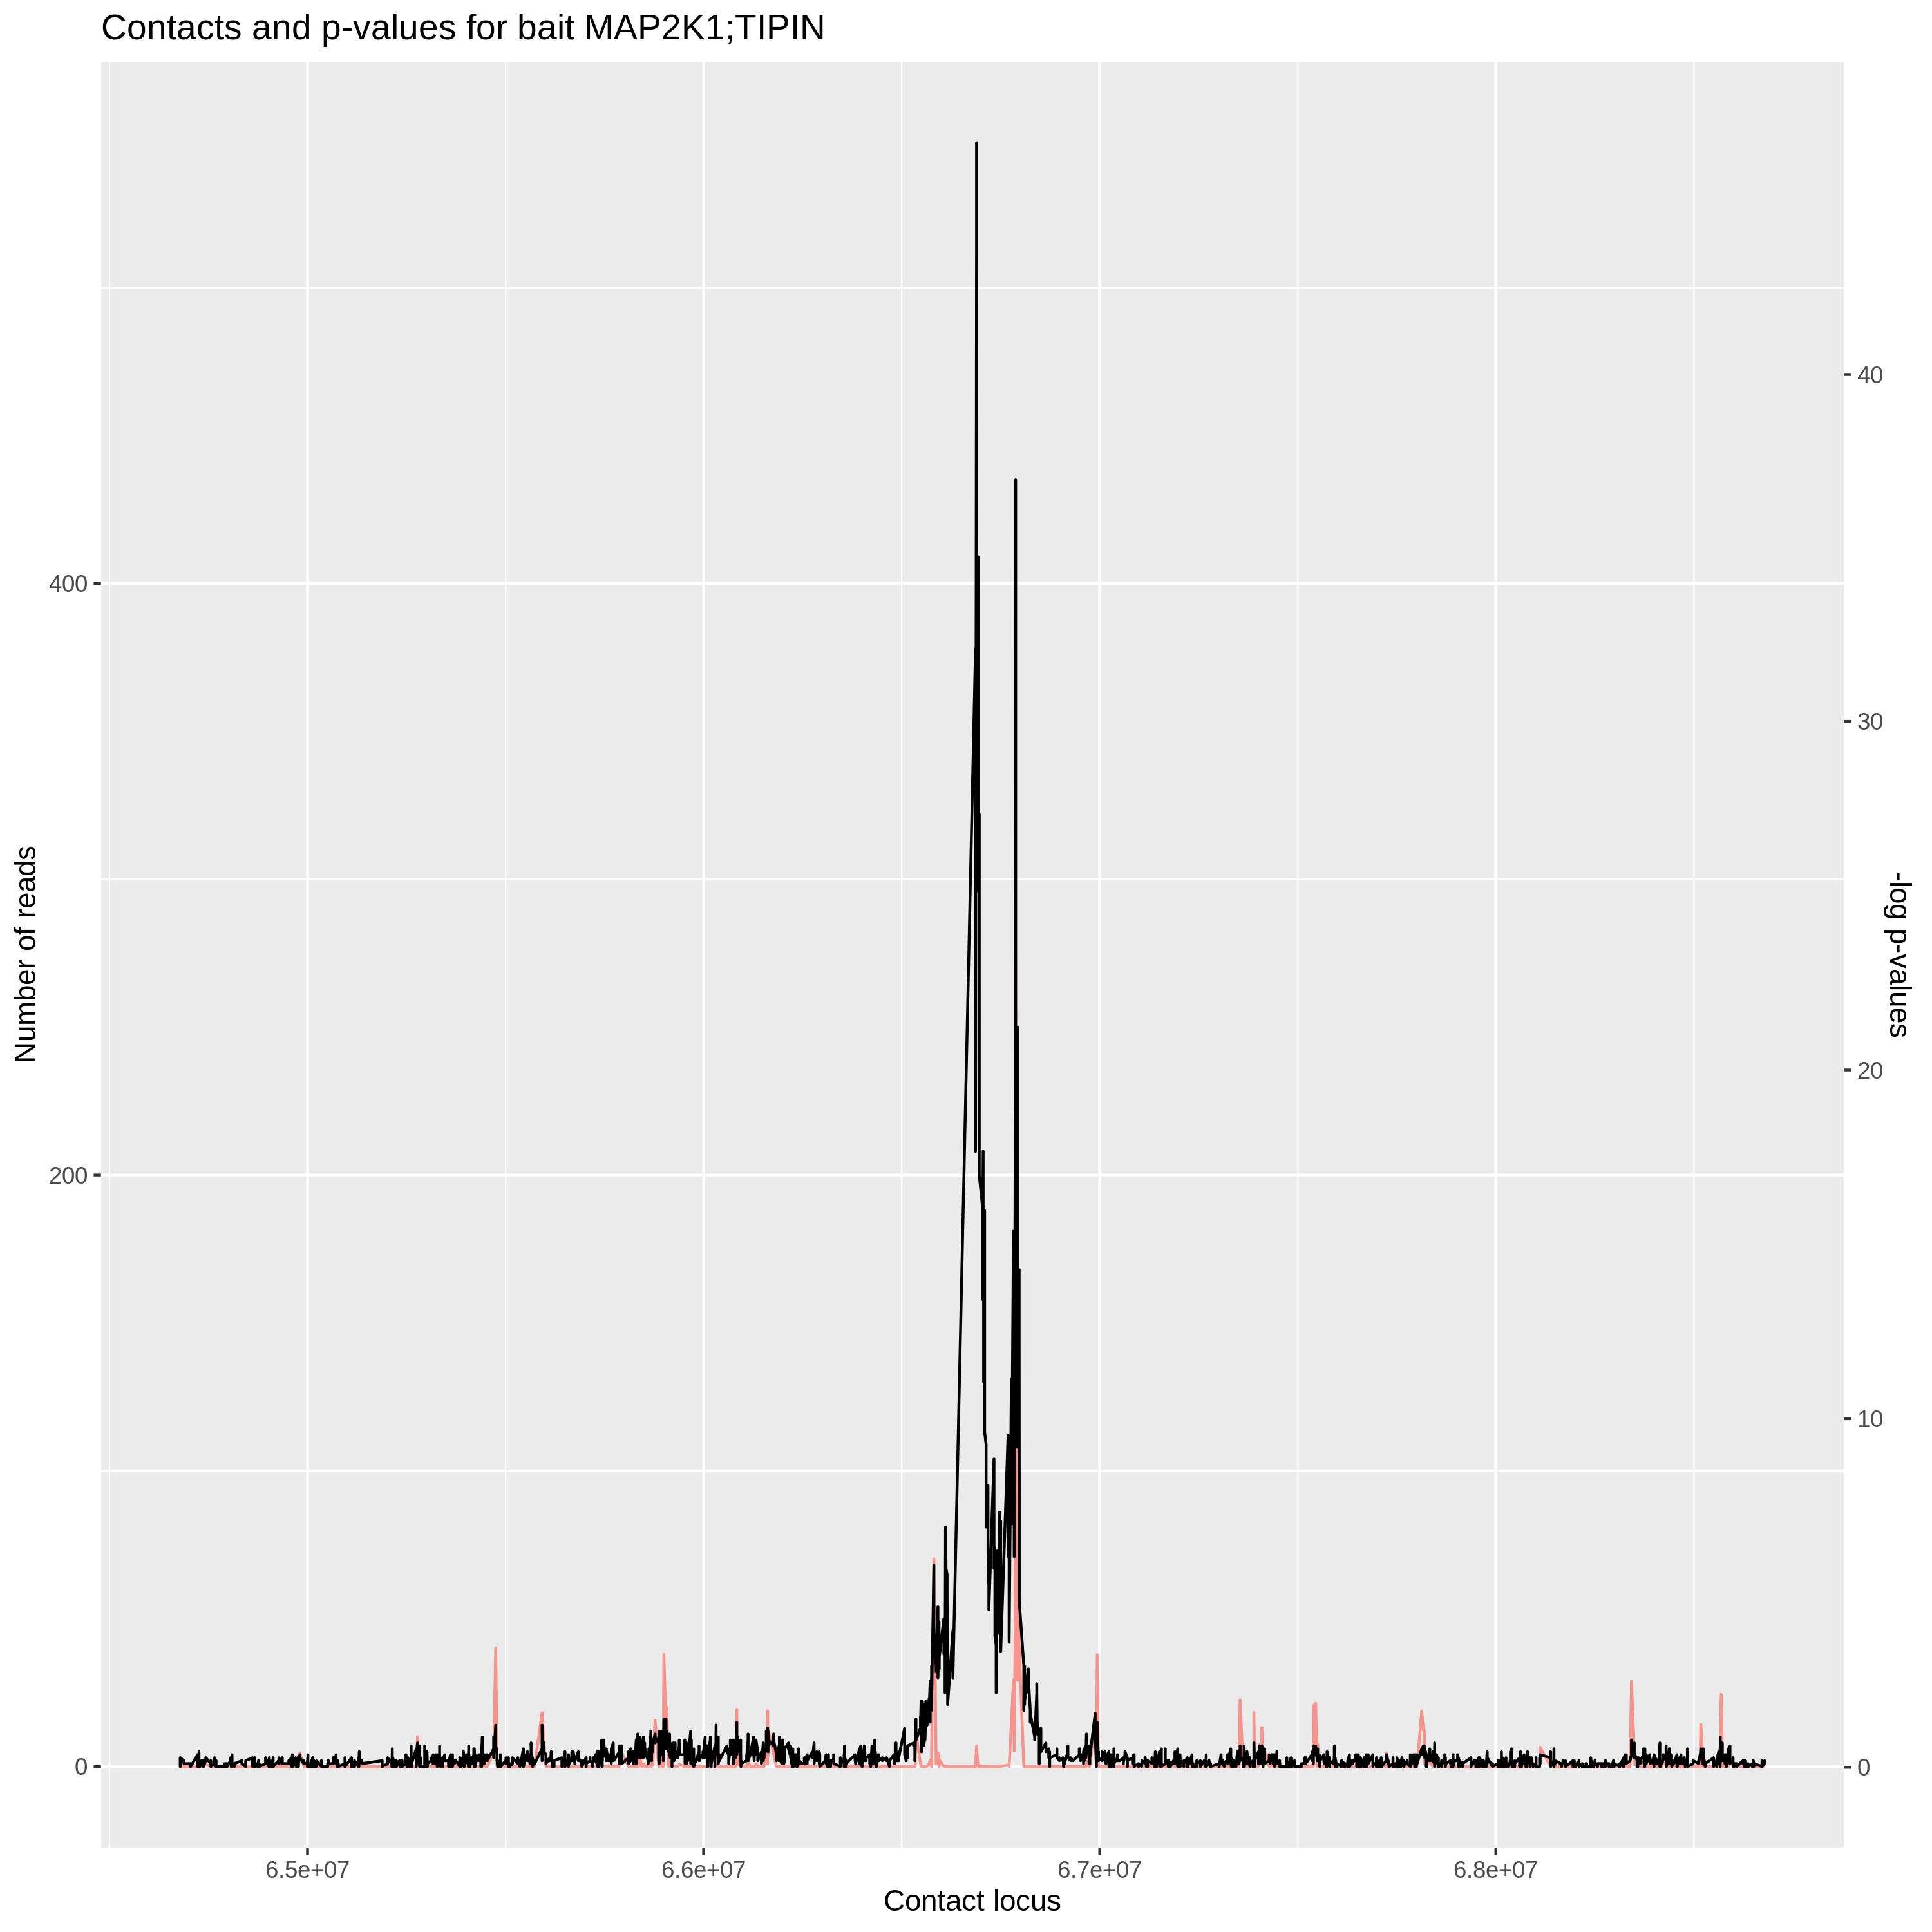 Contacts and p-values for bait MAP2K1;TIPIN
Number of reads
400
200
0
-log p-values
40
30
20
10
0
6.5e+07
6.6e+07
6.7e+07
6.8e+07
Contact locus